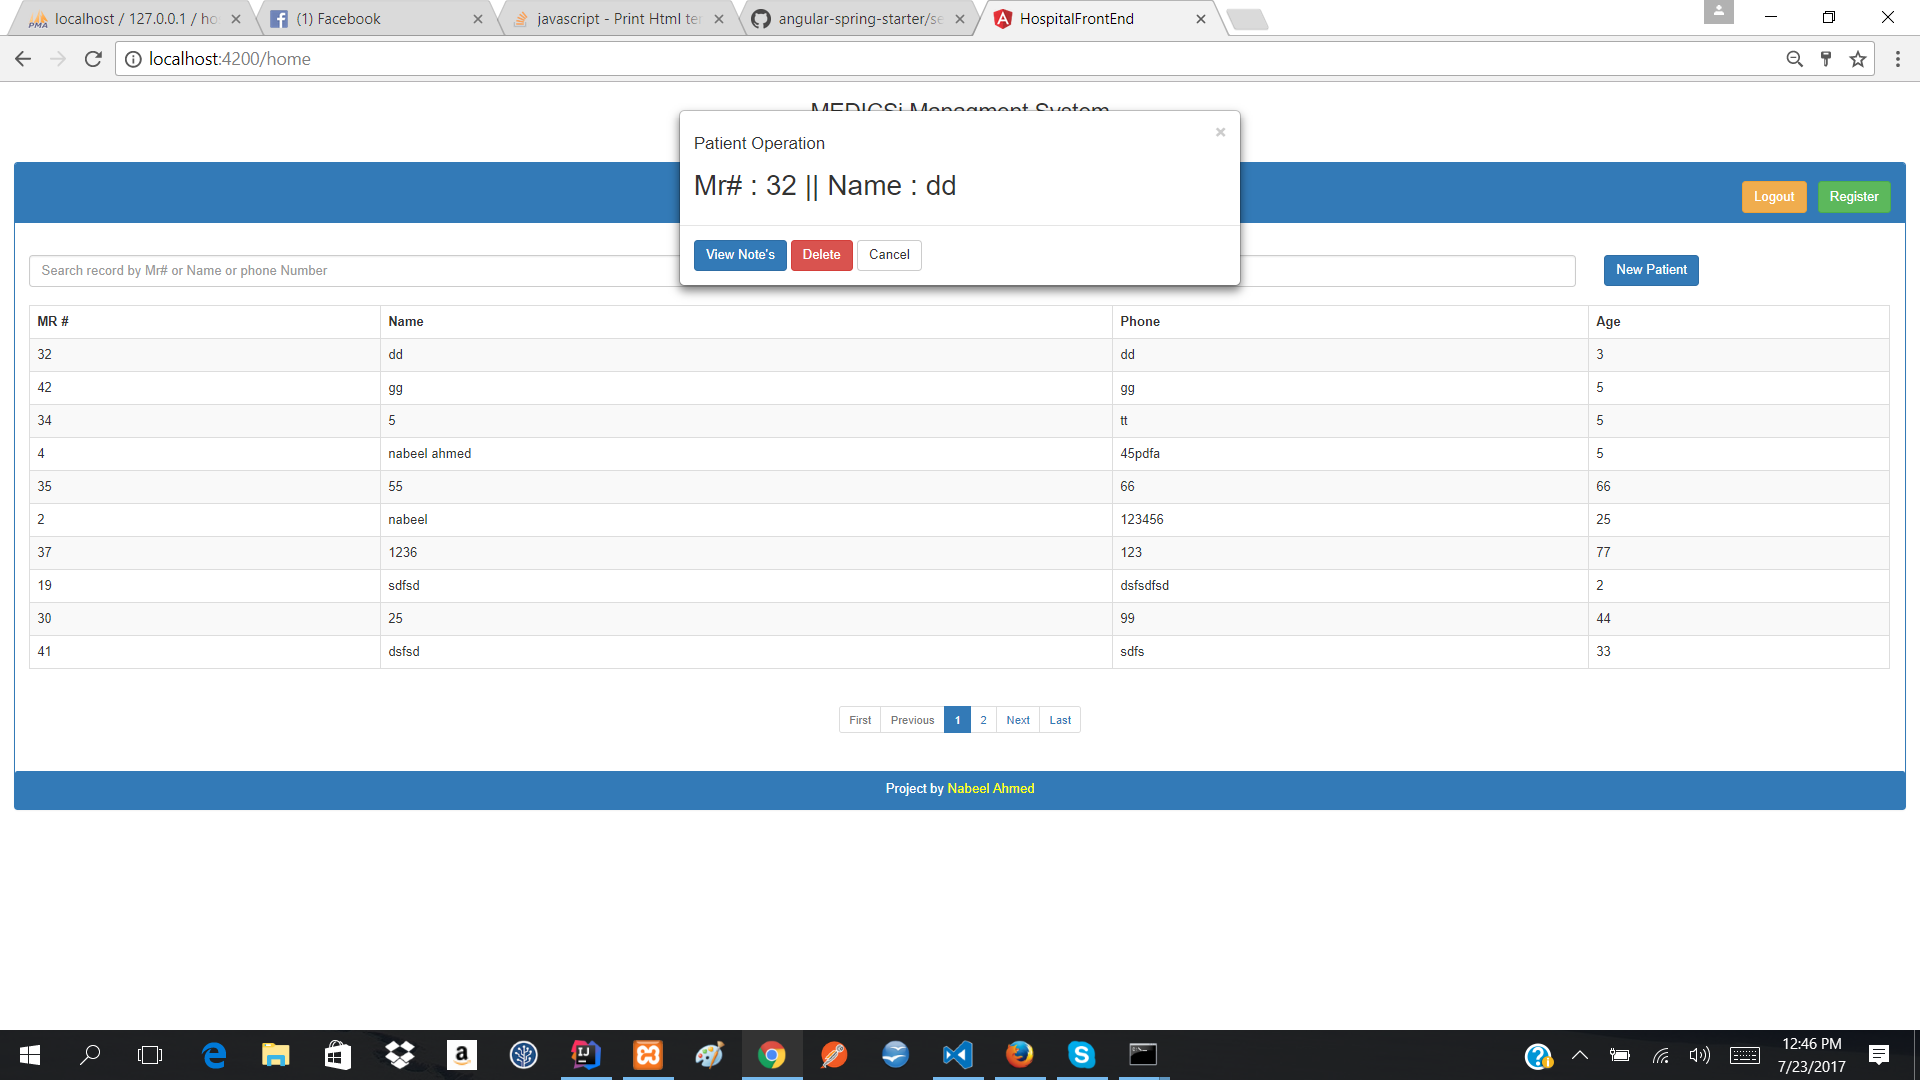 localhost / 127.0.0.1 / ho
(1) Facebook
javascript - Print Html te
angular-spring-starter/se
HospitalFrontEnd
localhost:4200/home
MEDICSi Managment System
Patient Operation
×
Mr# : 32 || Name : dd
Logout
Register
View Note's
Delete
Cancel
Search record by Mr# or Name or phone Number
New Patient
MR # Name Phone Age
32 dd dd 3
42 gg gg 5
34 5 tt 5
4 nabeel ahmed 45pdfa 5
35 55 66 66
2 nabeel 123456 25
37 1236 123 77
19 sdfsd dsfsdfsd 2
30 25 99 44
41 dsfsd sdfs 33
First Previous 1 2 Next Last
Project by Nabeel Ahmed
12:46 PM
7/23/2017